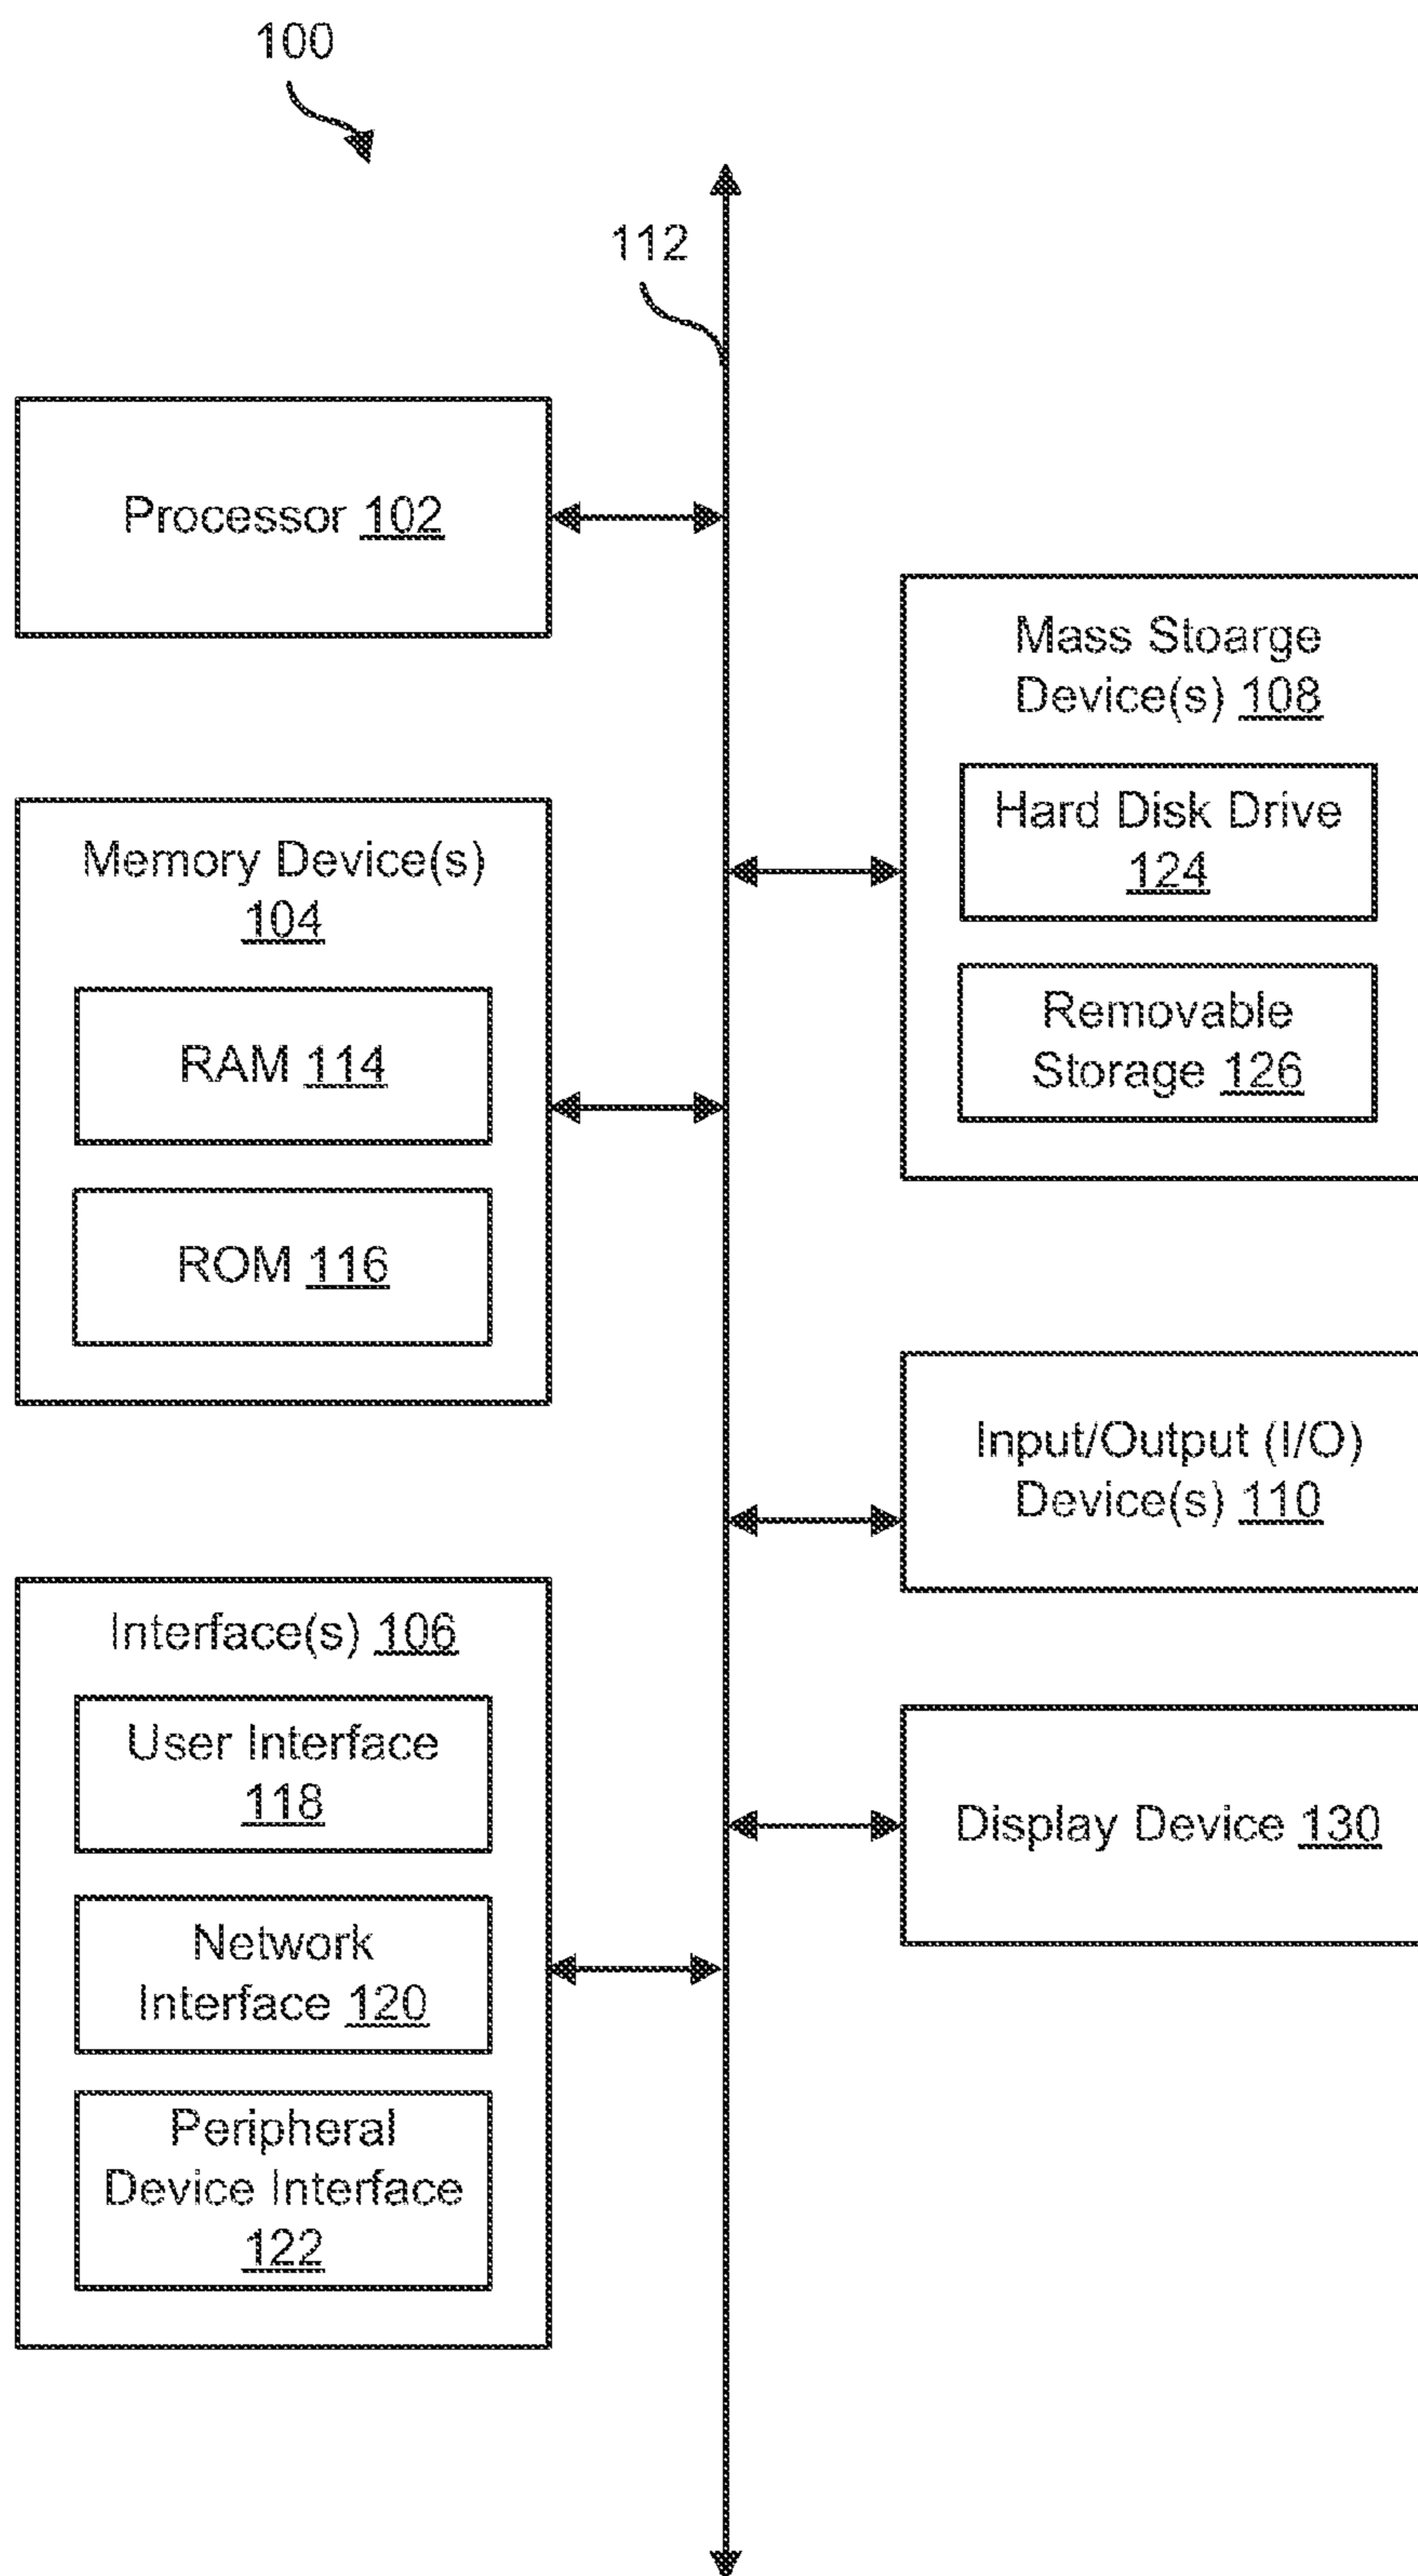 100
112
Processor 102
Mass Stoarge
Device(s) 108
Hard Disk Drive
124
Removable
Storage 126
Memory Device(s)
104
RAM 114
ROM 116
Input/Output (I/O)
Device(s) 110
Interface(s) 106
User Interface
118
Network
Interface 120
Peripheral
Device Interface
122
Display Device 130